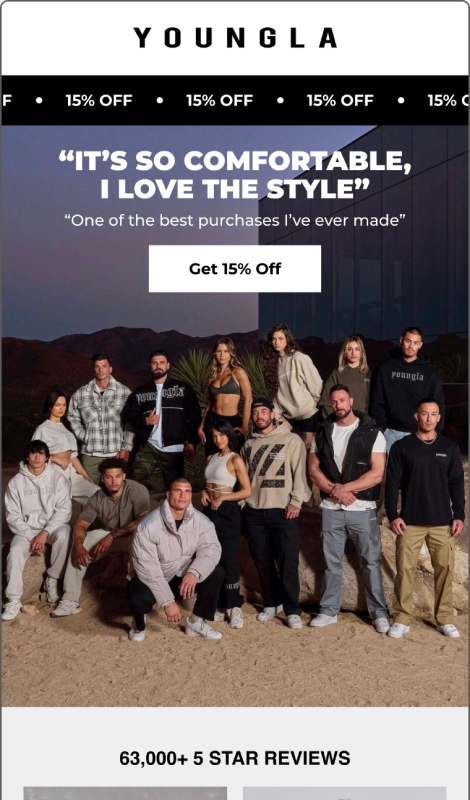 YOUNGLA
F • 15% OFF • 15% OFF • 15% OFF • 15% O
“IT’S SO COMFORTABLE,
I LOVE THE STYLE”
“One of the best purchases I’ve ever made”
Get 15% Off
youngla
youngla
63,000+ 5 STAR REVIEWS